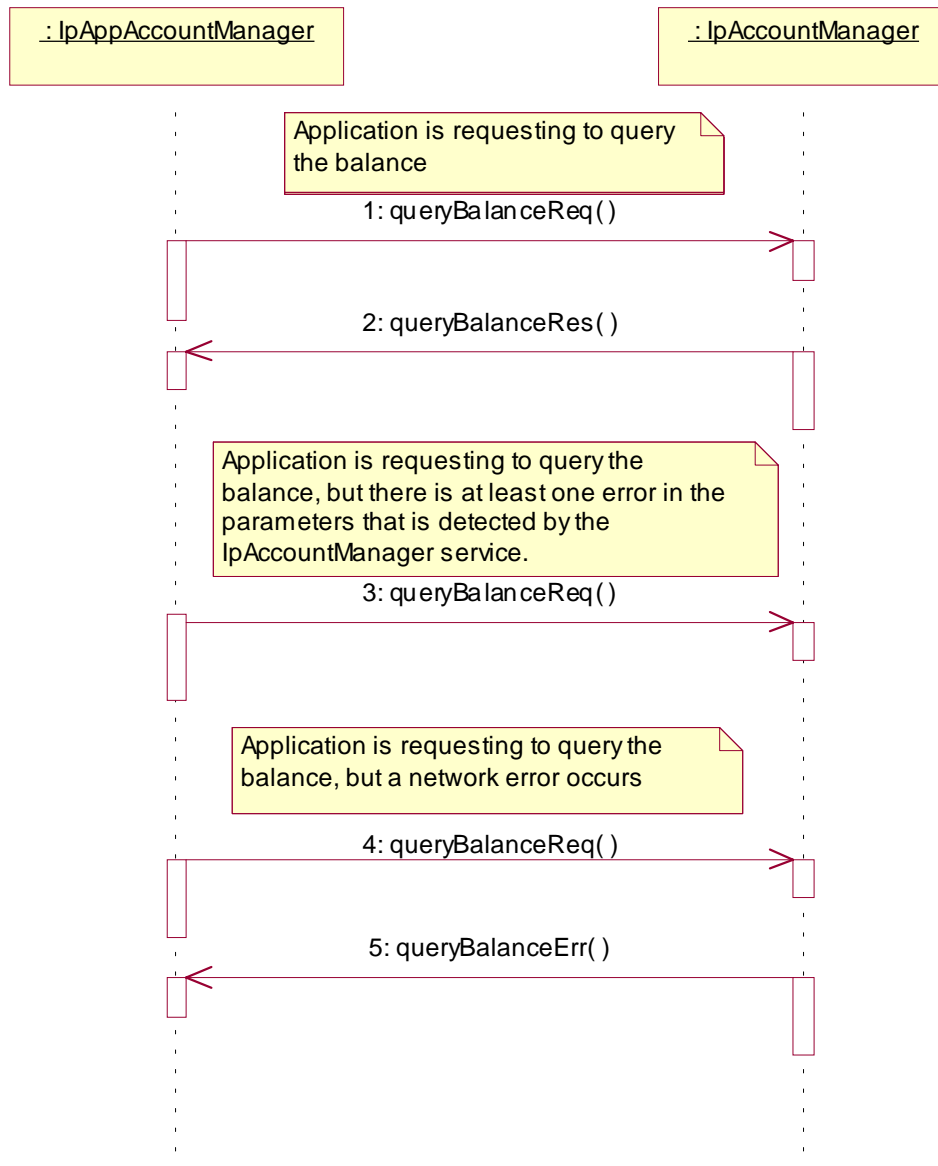 : IpAppAccountManager
: IpAccountManager
Application is requesting to query
the balance
1: queryBalanceReq( )
2: queryBalanceRes( )
Application is requesting to query the
balance, but there is at least one error in the
parameters that is detected by the
IpAccountManager service.
3: queryBalanceReq( )
Application is requesting to query the
balance, but a network error occurs
4: queryBalanceReq( )
5: queryBalanceErr( )